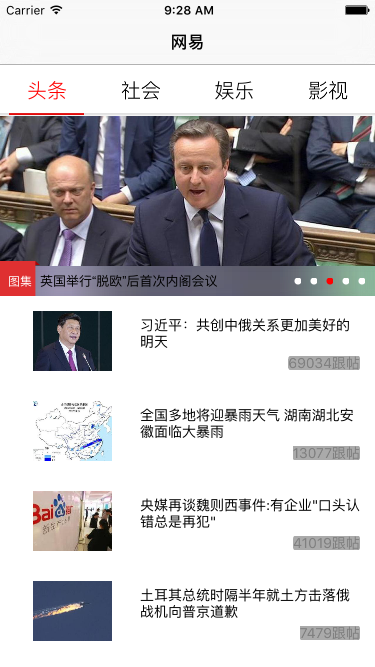 Carrier 9:28 AM
网易
头条 社会 娱乐 影视
图集 英国举行“脱欧”后首次内阁会议
习近平：共创中俄关系更加美好的
明天
69034跟帖
全国多地将迎暴雨天气 湖南湖北安
徽面临大暴雨
13077跟帖
Bai
央媒再谈魏则西事件:有企业"口头认
错总是再犯"
41019跟帖
土耳其总统时隔半年就土方击落俄
战机向普京道歉
7479跟帖